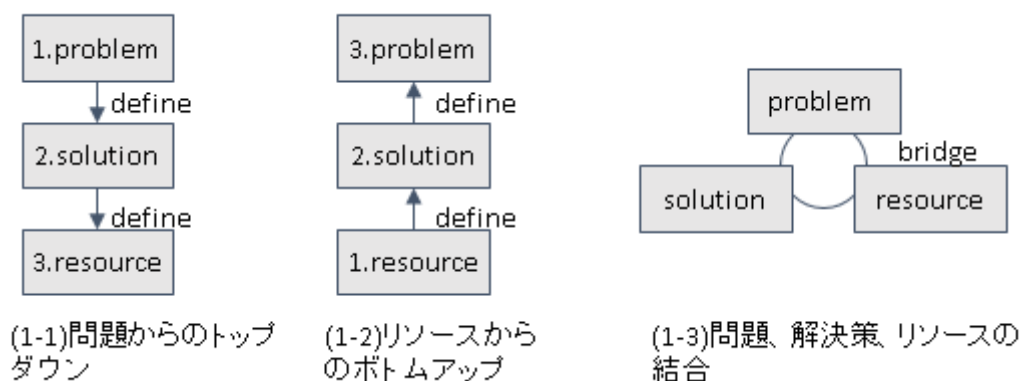 1.problem
define
2.solution
define
3.resource
(1-1)問題からのトップ
ダウン
3.problem
define
2.solution
define
1.resource
(1-2)リソースから
のボトムアップ
problem
bridge
solution
resource
(1-3)問題、解決策、リソースの
結合